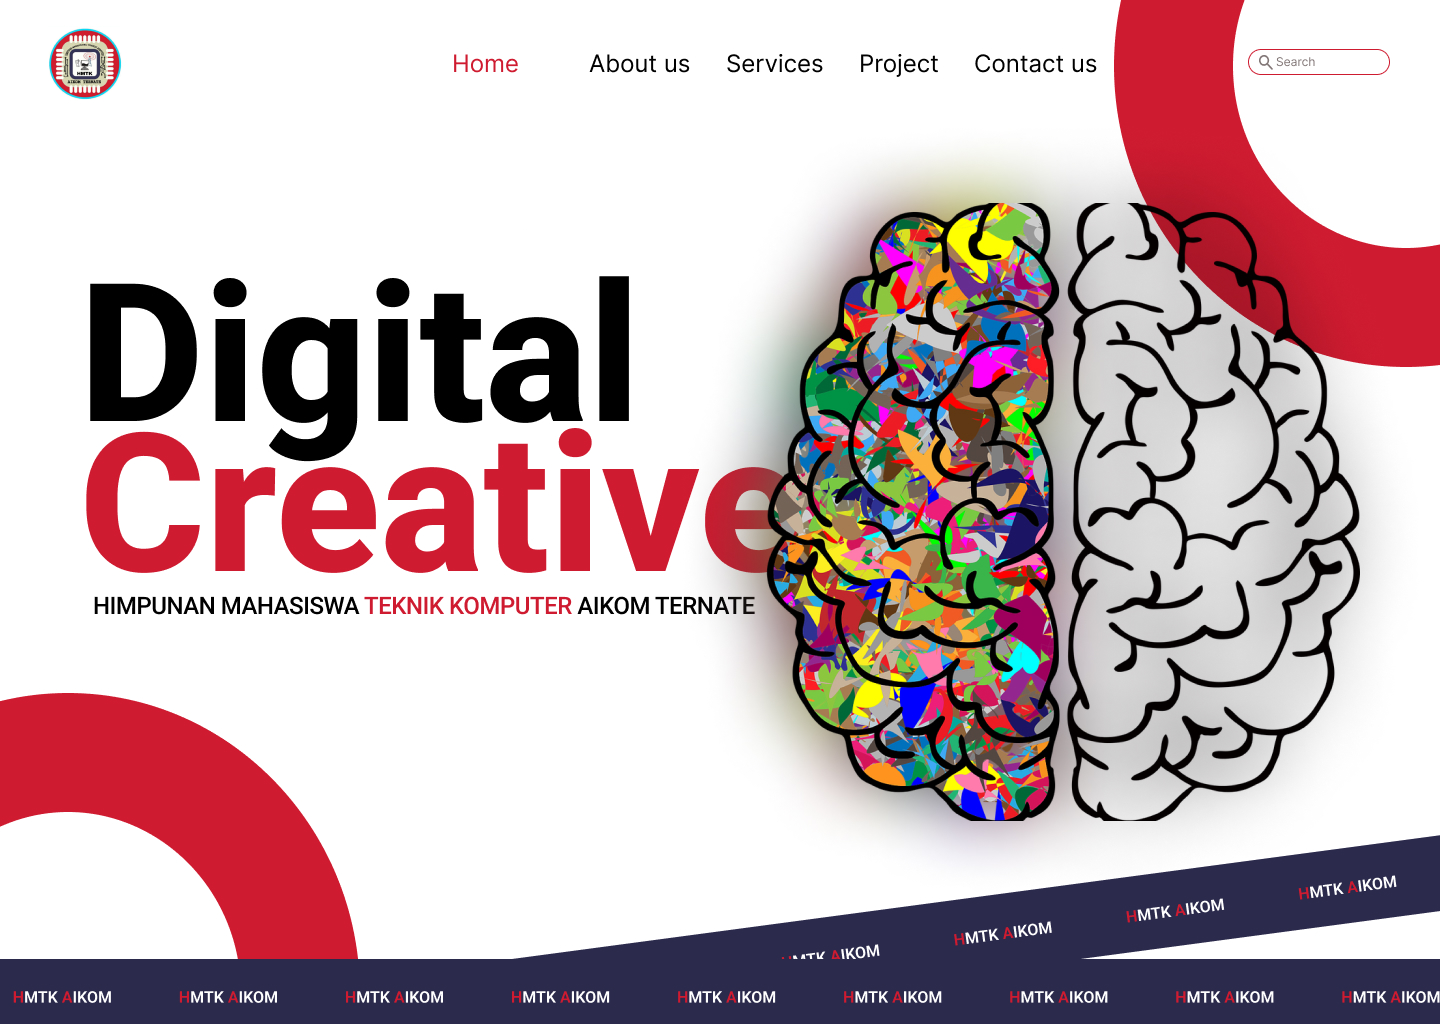 HMTK
AIKOM TERNATE
Home
About us
Services
Project
Contact us
Search
Digital
Creative
HIMPUNAN MAHASISWA TEKNIK KOMPUTER AIKOM TERNATE
HMTK AIKOM
HMTK AIKOM
HMTK AIKOM
HMTK AIKOM
HMTK AIKOM
HMTK AIKOM
HMTK AIKOM
HMTK AIKOM
HMTK AIKOM
HMTK AIKOM
HMTK AIKOM
HMTK AIKOM
HMTK AIKOM